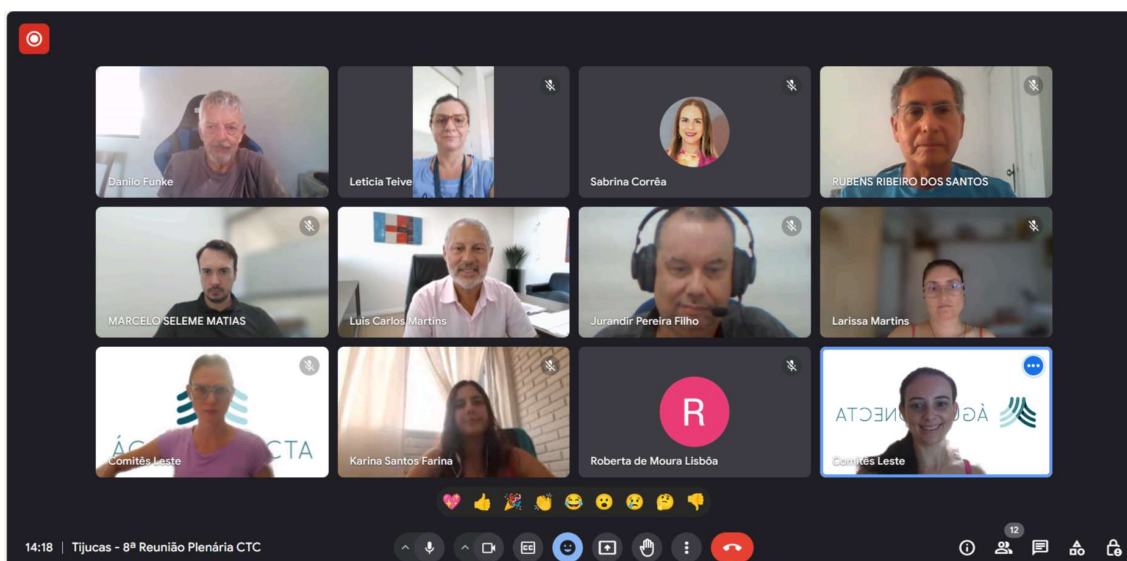 Danilo Funke
Leticia Teive
Sabrina Corrêa
RUBENS RIBEIRO DOS SANTOS
MARCELO SELEME MATIAS
Luis Carlos Martins
Jurandir Pereira Filho
Larissa Martins
CTA
Comitês Leste
Karina Santos Farina
R
Roberta de Moura Lisbôa
Comitês Leste
12
14:18 | Tijucas - 8ª Reunião Plenária CTC
CC